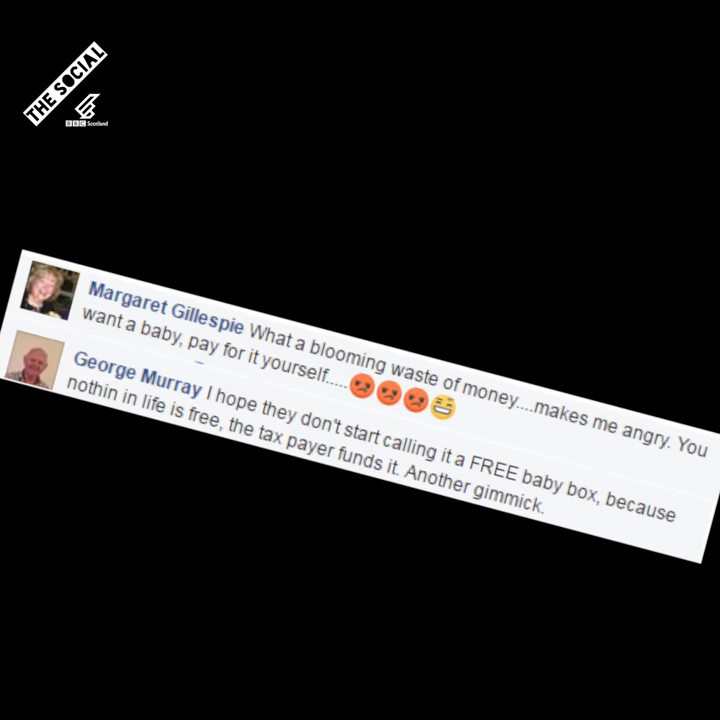 THE SOCIAL
BBC Scotland
Margaret Gillespie What a blooming waste of money....makes me angry. You
want a baby, pay for it yourself.....😡😡😡😄
George Murray I hope they don't start calling it a FREE baby box, because
nothin in life is free, the tax payer funds it. Another gimmick.